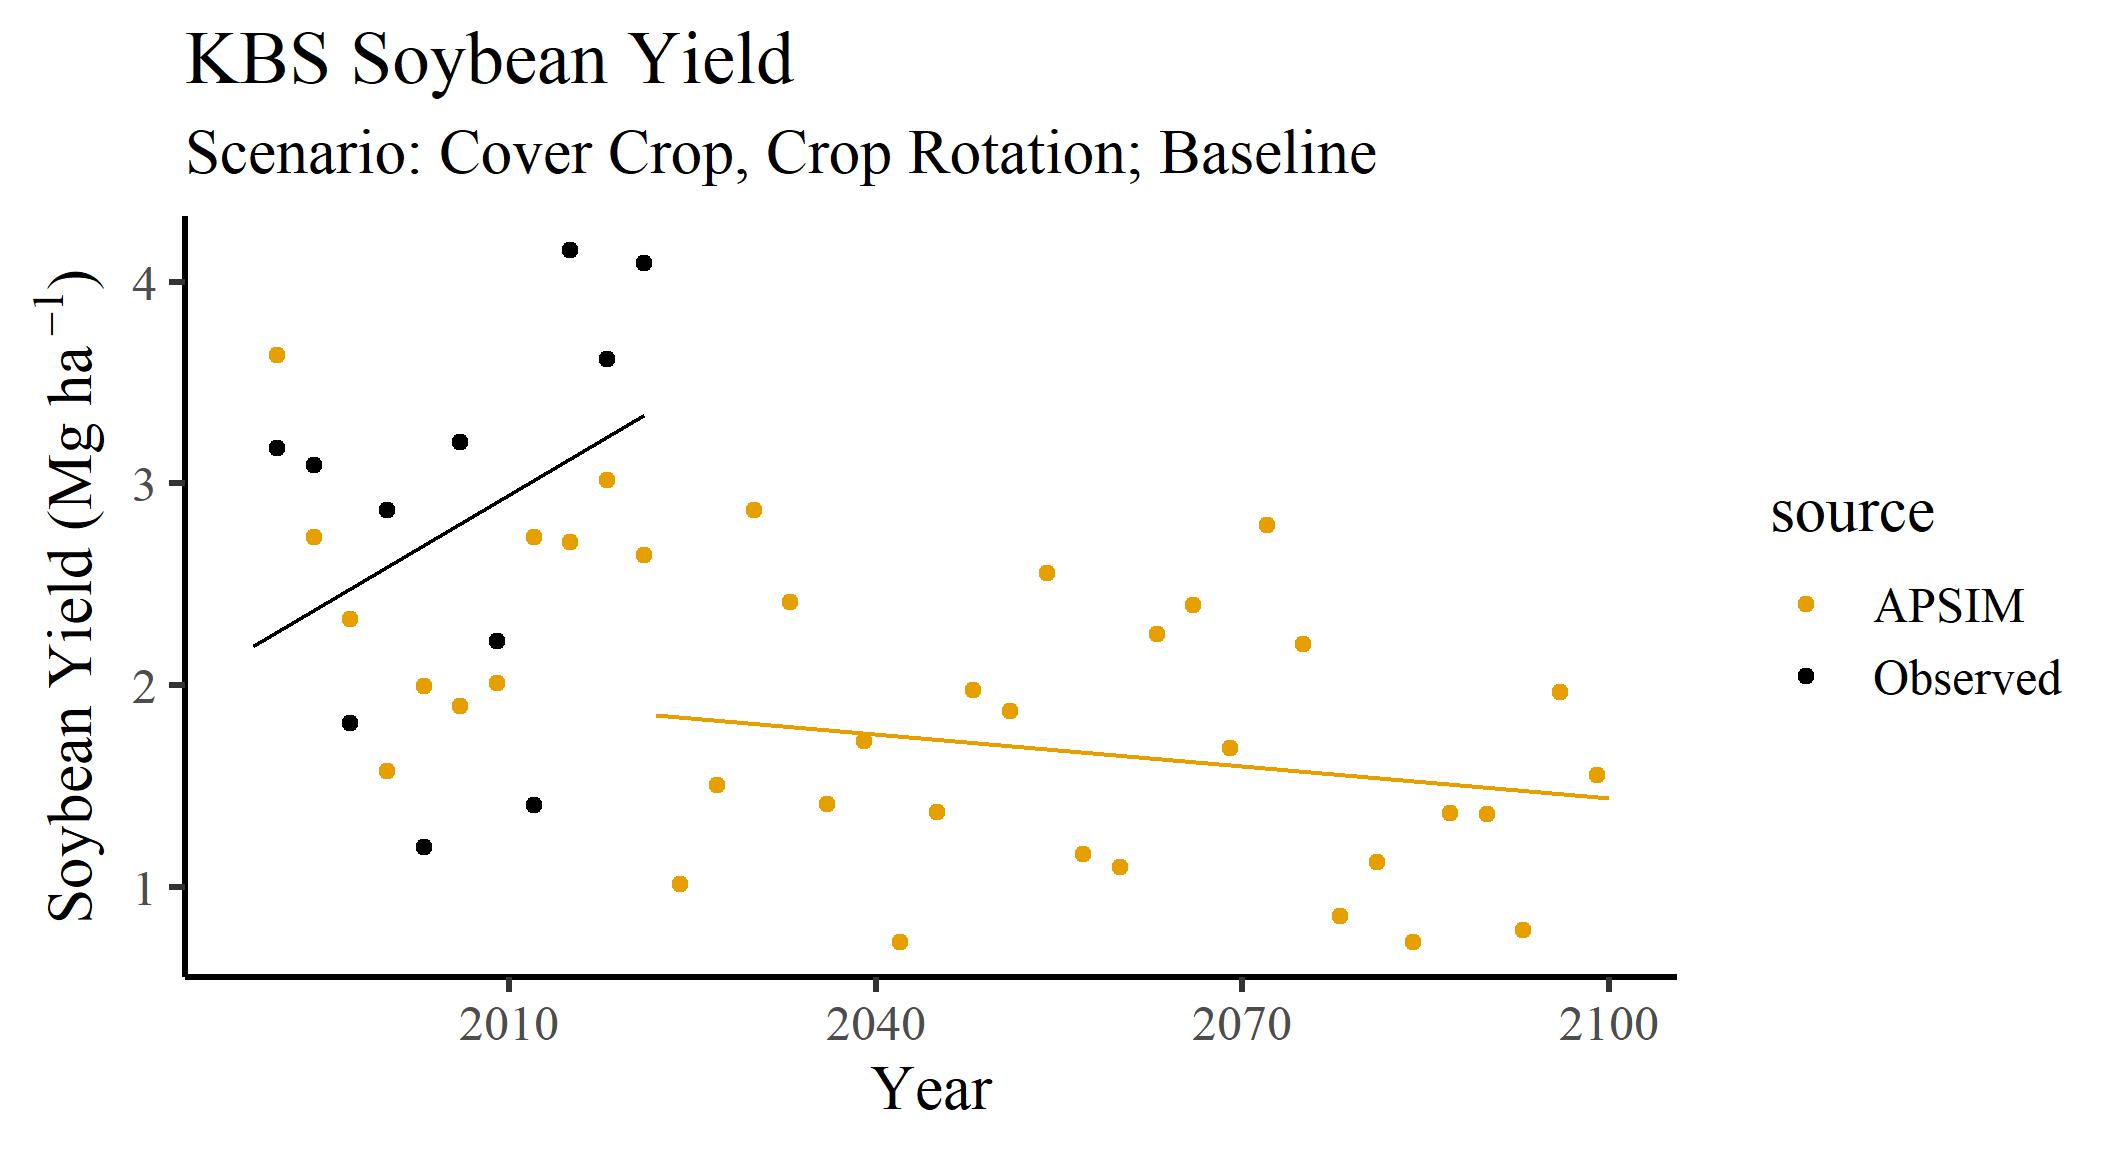 KBS Soybean Yield
Scenario: Cover Crop, Crop Rotation; Baseline
Soybean Yield (Mg ha⁻¹)
4
3
2
1
2010
2040
2070
2100
Year
source
APSIM
Observed